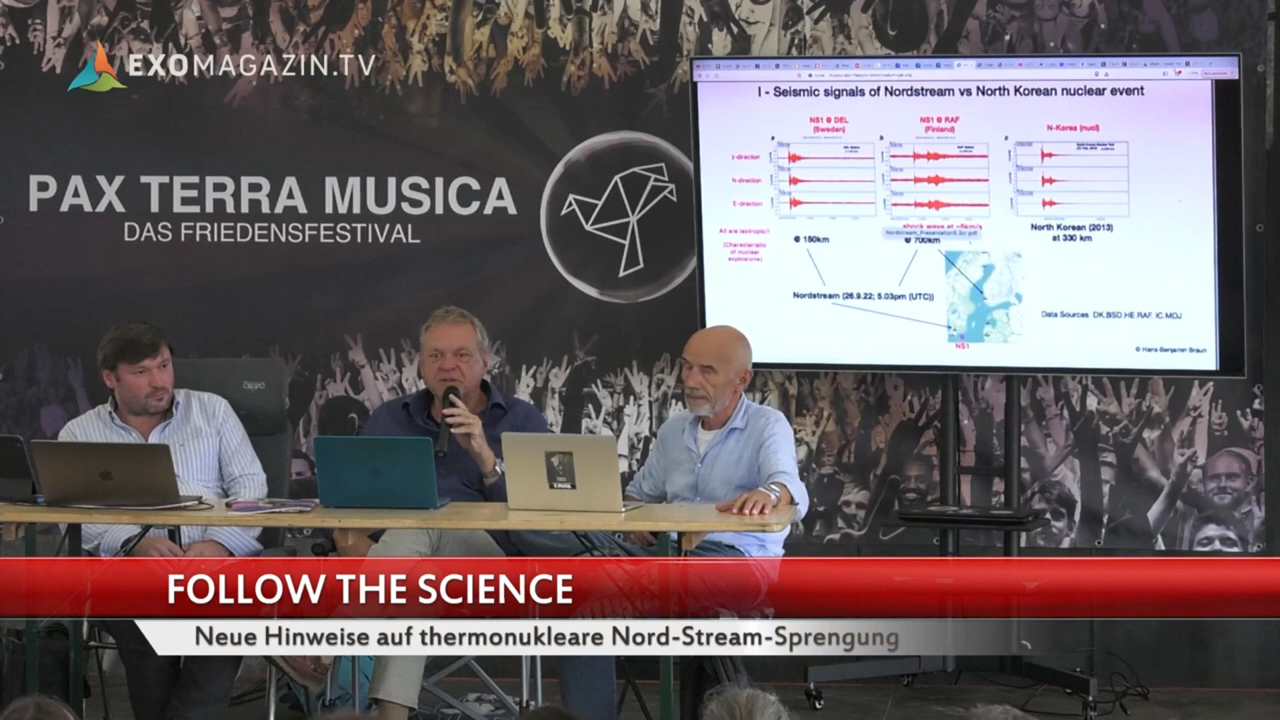 EXOMAGAZIN.TV
PAX TERRA MUSICA
DAS FRIEDENSFESTIVAL
I - Seismic signals of Nordstream vs North Korean nuclear event
NS1 @ DEL
(Sweden)
NS1 @ RAF
(Finland)
N-Korea (nucl)
N-direction
E-direction
All are isotropic!
(Characteristic
of nuclear
explosions)
@ 150km
Nordstream_Presentation
@ 700km
North Korean (2013)
at 330 km
Nordstream (26.9.22; 5.03pm (UTC))
Data Sources: DK.BSD.HE.RAF. IC.MDJ
NS1
© Hans-Benjamin Braun
FOLLOW THE SCIENCE
Neue Hinweise auf thermonukleare Nord-Stream-Sprengung